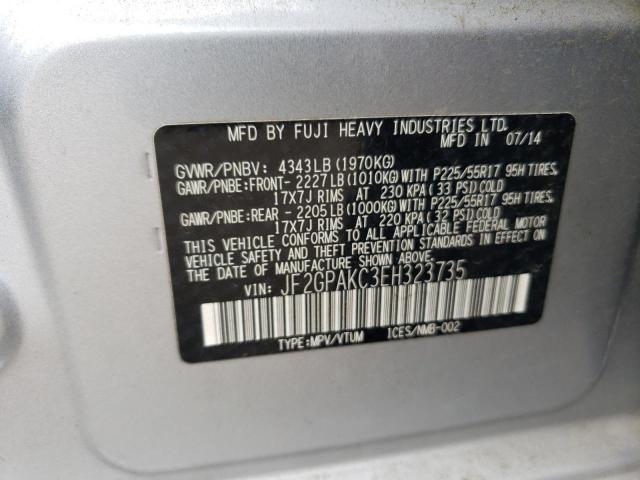 MFD BY FUJI HEAVY INDUSTRIES LTD.
MFD IN 07/14
GVWR/PNBV: 4343LB (1970KG)
GAWR/PNBE:FRONT- 2227LB (1010KG) WITH P225/55R17 95H TIRES,
17X7J RIMS AT 230 KPA (33 PSI) COLD
GAWR/PNBE:REAR - 2205LB (1000KG) WITH P225/55R17 95H TIRES,
17X7J RIMS AT 220 KPA (32 PSI) COLD
THIS VEHICLE CONFORMS TO ALL APPLICABLE FEDERAL MOTOR
VEHICLE SAFETY AND THEFT PREVENTION STANDARDS IN EFFECT ON
THE DATE OF MANUFACTURE SHOWN ABOVE.
VIN: JF2GPAKC3EH323735
TYPE:MPV/VTUM ICES/NMB-002